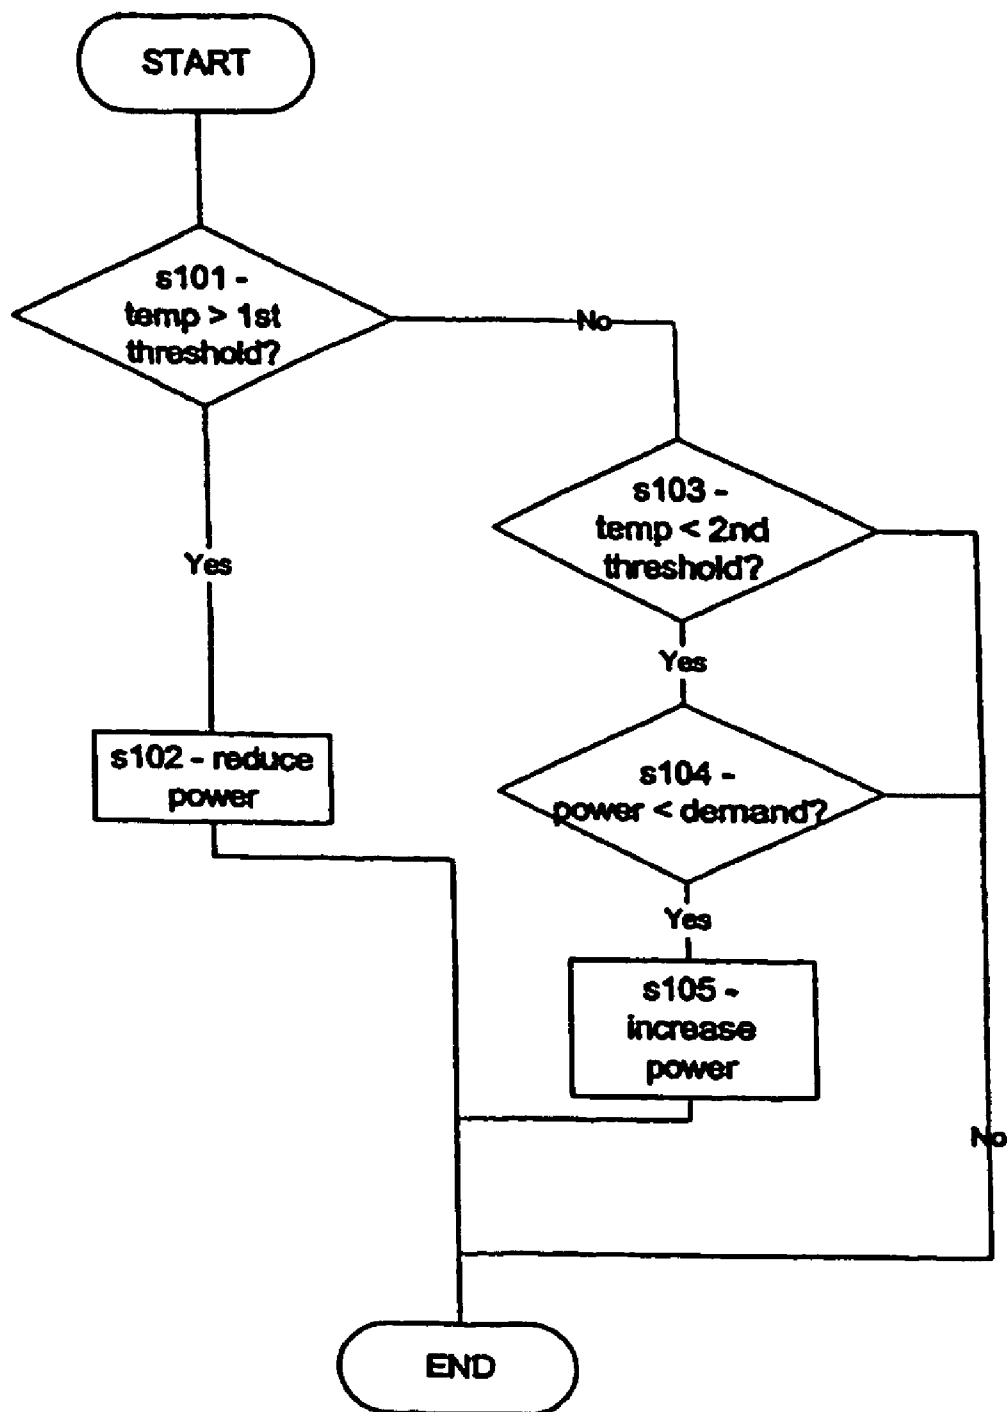 START
s101 -
temp > 1st
threshold?
No
s103 -
temp < 2nd
threshold?
Yes
Yes
s102 - reduce
power
s104 -
power < demand?
Yes
s105 -
increase
power
No
END